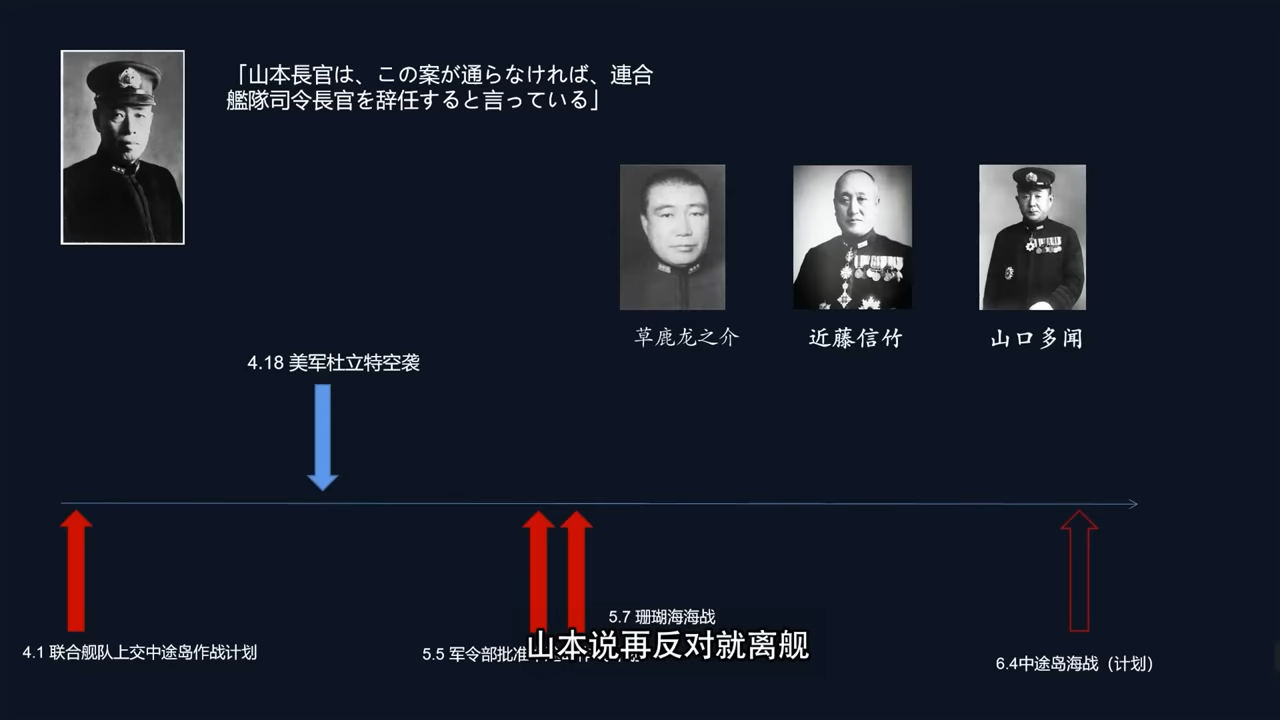 「山本長官は、この案が通らなければ、連合
艦隊司令長官を辞任すると言っている」
草鹿龙之介
近藤信竹
山口多闻
4.18 美军杜立特空袭
5.7 珊瑚海海战
4.1 联合舰队上交中途岛作战计划
5.5 军令部批准
山本说再反对就离舰
6.4中途岛海战（计划）